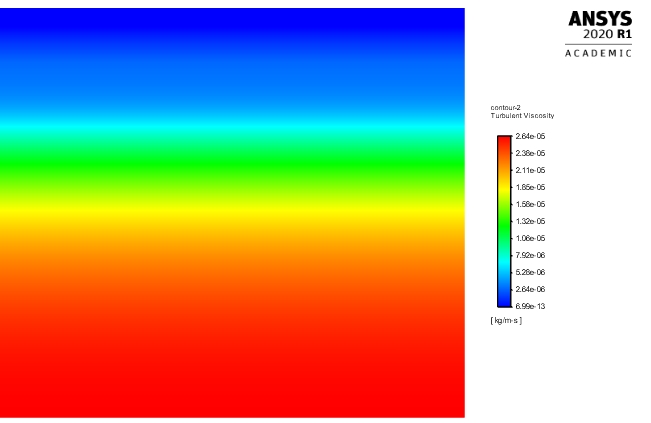 ANSYS
2020 R1
ACADEMIC
contour-2
Turbulent Viscosity
2.64e-05
2.38e-05
2.11e-05
1.85e-05
1.58e-05
1.32e-05
1.06e-05
7.92e-06
5.28e-06
2.64e-06
6.99e-13
[ kg/m-s ]